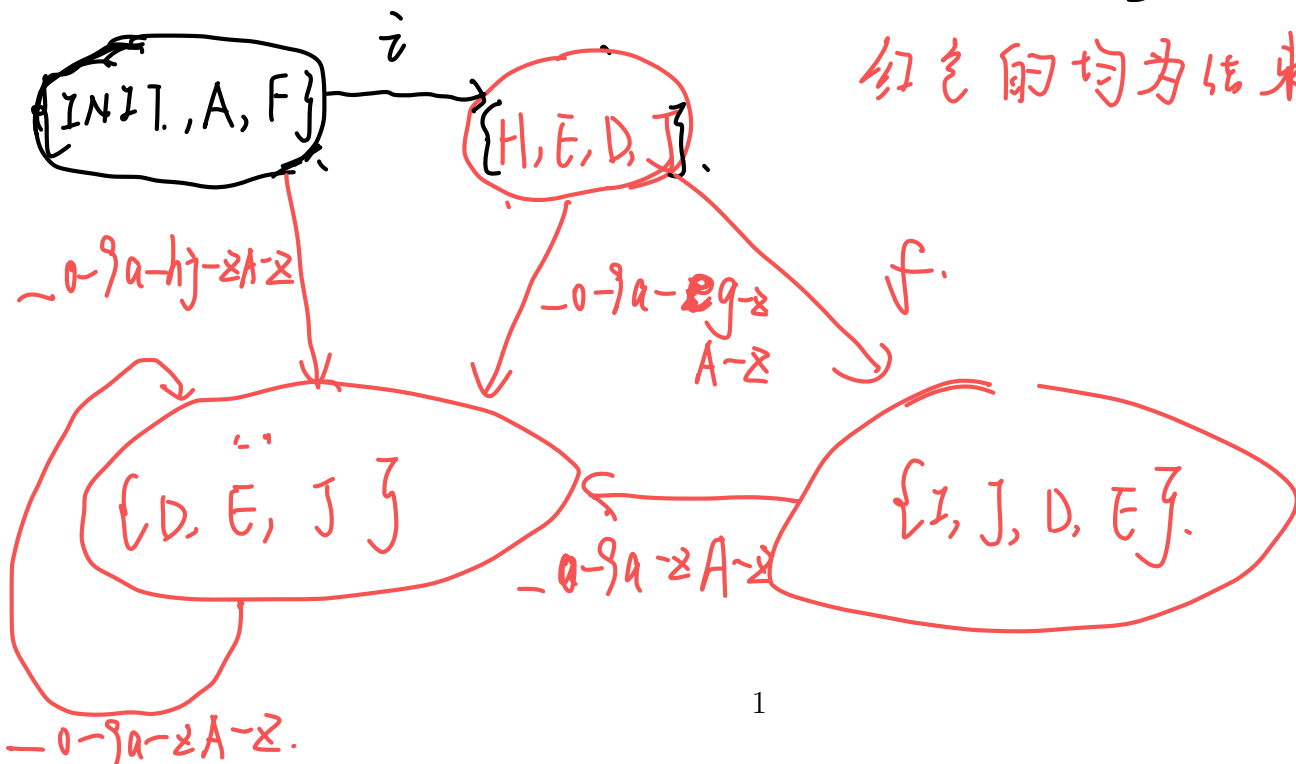 i
红色的均为结束
{INIT.,A,F}
{H,E,D,J}.
_0-9a-hj-zA-Z
_0-9a-eg-z
A-Z
f.
{D,E,J}
{I,J,D,E}.
_0-9a-zA-Z
_0-9a-zA-Z.
1